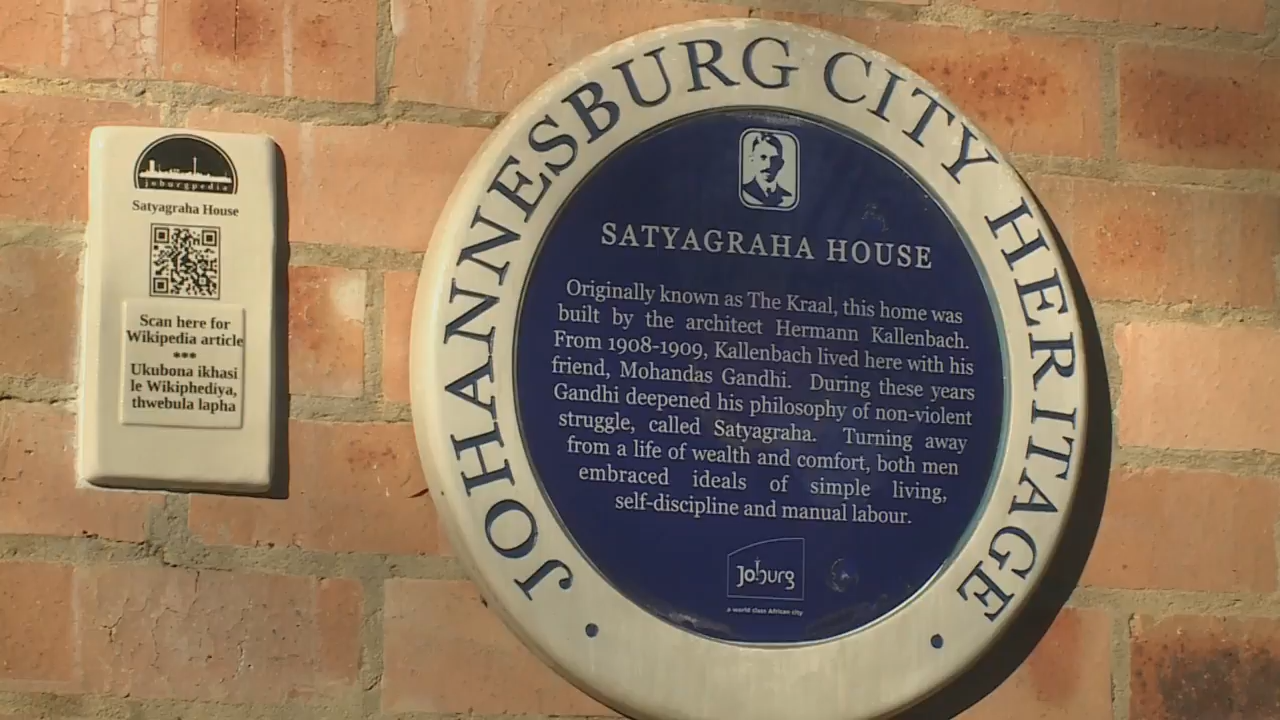 joburgpedia
Satyagraha House
Scan here for
Wikipedia article
***
Ukubona ikhasi
le Wikiphediya,
thwebula lapha
JOHANNESBURG CITY HERITAGE
SATYAGRAHA HOUSE
Originally known as The Kraal, this home was
built by the architect Hermann Kallenbach.
From 1908-1909, Kallenbach lived here with his
friend, Mohandas Gandhi. During these years
Gandhi deepened his philosophy of non-violent
struggle, called Satyagraha. Turning away
from a life of wealth and comfort, both men
embraced ideals of simple living,
self-discipline and manual labour.
Joburg
a world class African city